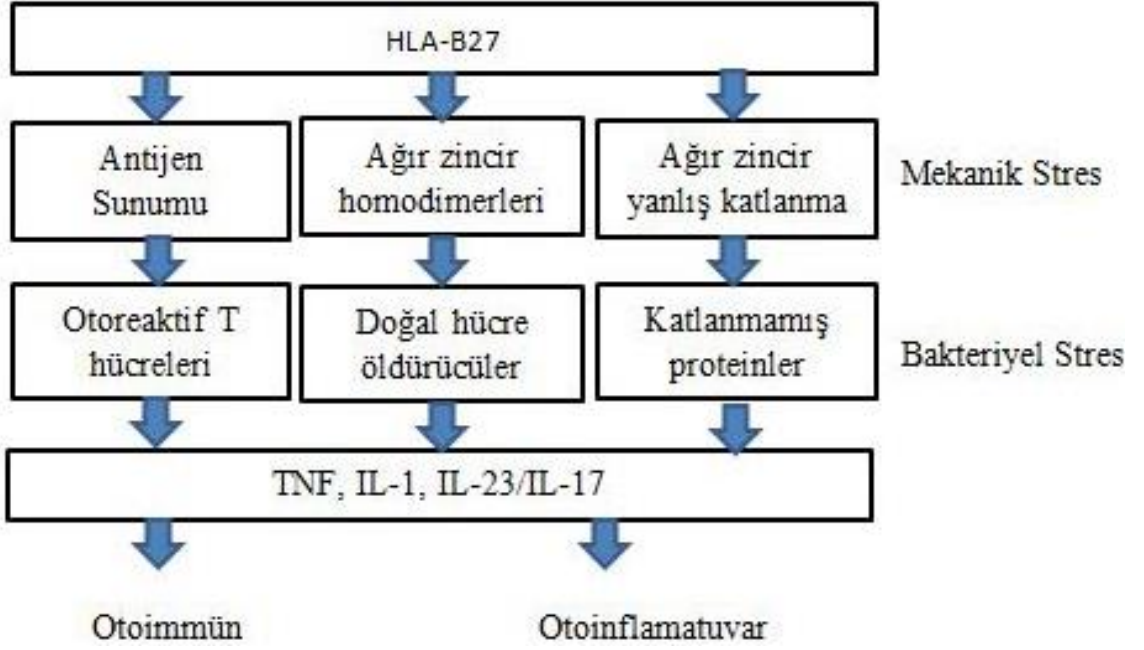 HLA-B27
Antijen
Sunumu
Ağır zincir
homodimerleri
Ağır zincir
yanlış katlanma
Mekanik Stres
Otoreaktif T
hücreleri
Doğal hücre
öldürücüler
Katlanmamış
proteinler
Bakteriyel Stres
TNF, IL-1, IL-23/IL-17
Otoimmün
Otoinflamatuvar